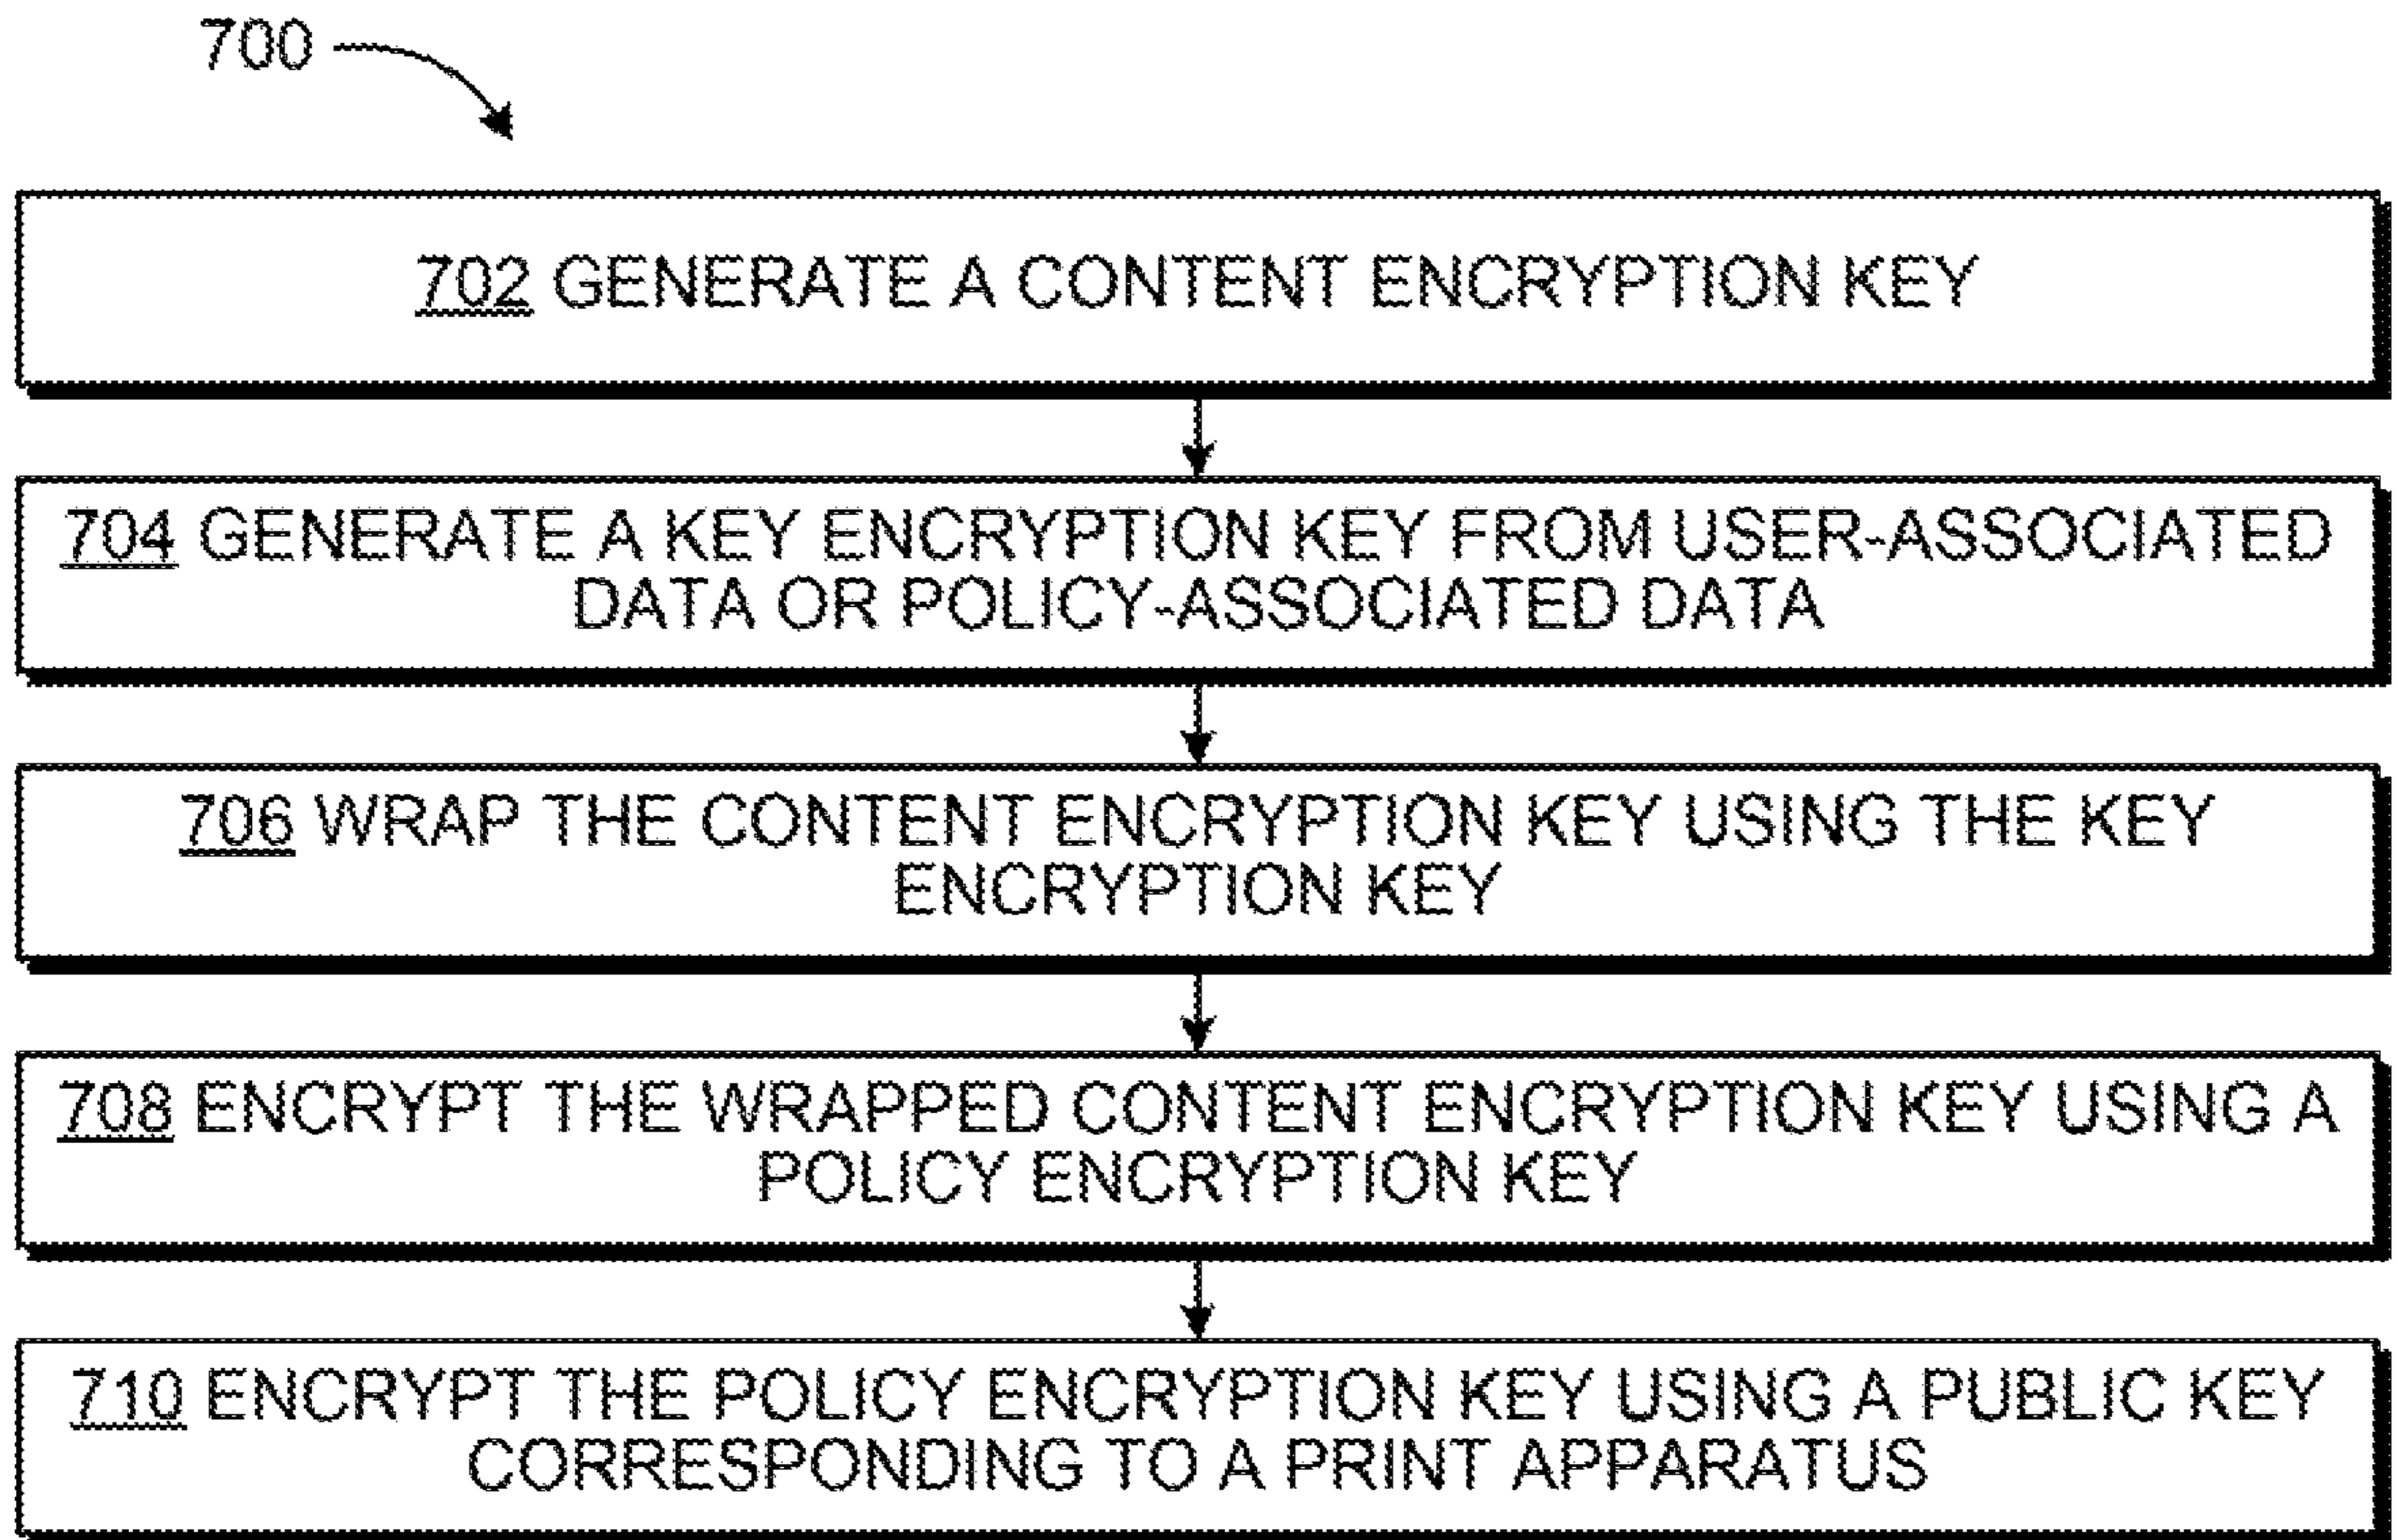 700
702 GENERATE A CONTENT ENCRYPTION KEY
704 GENERATE A KEY ENCRYPTION KEY FROM USER-ASSOCIATED
DATA OR POLICY-ASSOCIATED DATA
706 WRAP THE CONTENT ENCRYPTION KEY USING THE KEY
ENCRYPTION KEY
708 ENCRYPT THE WRAPPED CONTENT ENCRYPTION KEY USING A
POLICY ENCRYPTION KEY
710 ENCRYPT THE POLICY ENCRYPTION KEY USING A PUBLIC KEY
CORRESPONDING TO A PRINT APPARATUS